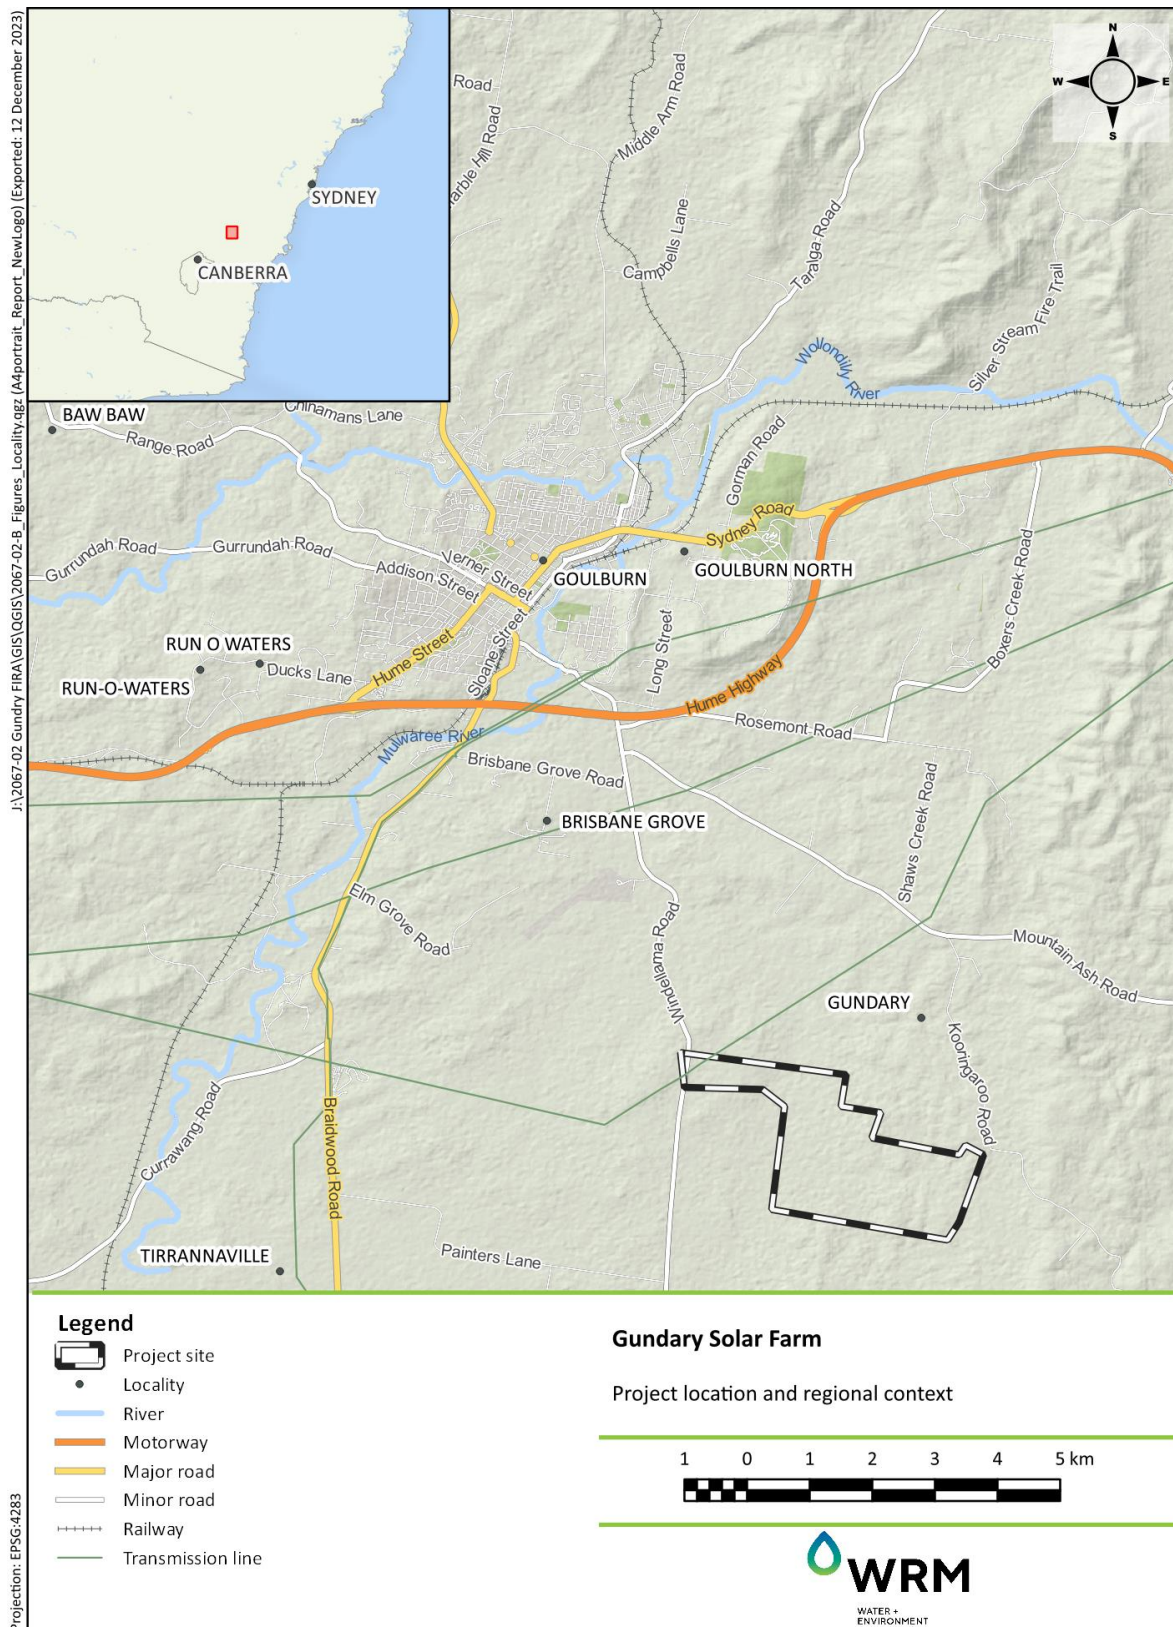 J:\2067-02 Gundry FIRA\GIS\QGIS\2067-02-B_Figures_Locality.qgz (A4portrait_Report_NewLogo) (Exported: 12 December 2023)
Projection: EPSG:4283
N
W
E
S
SYDNEY
CANBERRA
Road
Marble Hill Road
Middle Arm Road
Campbells Lane
Taralga Road
Silver Stream Fire Trail
Wollondilly River
BAW BAW
Chinamans Lane
Range Road
Gorman Road
Sydney Road
Gurrundah Road
Gurrundah Road
Verner Street
Addison Street
GOULBURN
GOULBURN NORTH
Boxers Creek Road
RUN O WATERS
Ducks Lane
RUN-O-WATERS
Hume Street
Sloane Street
Long Street
Hume Highway
Rosemont Road
Mulwaree River
Brisbane Grove Road
BRISBANE GROVE
Shaws Creek Road
Elm Grove Road
Windellama Road
Mountain Ash Road
GUNDARY
Kooringaroo Road
Currawang Road
Braidwood Road
TIRRANNAVILLE
Painters Lane
Legend
Project site
Locality
River
Motorway
Major road
Minor road
Railway
Transmission line
Gundary Solar Farm
Project location and regional context
1 0 1 2 3 4 5 km
WRM
WATER +
ENVIRONMENT